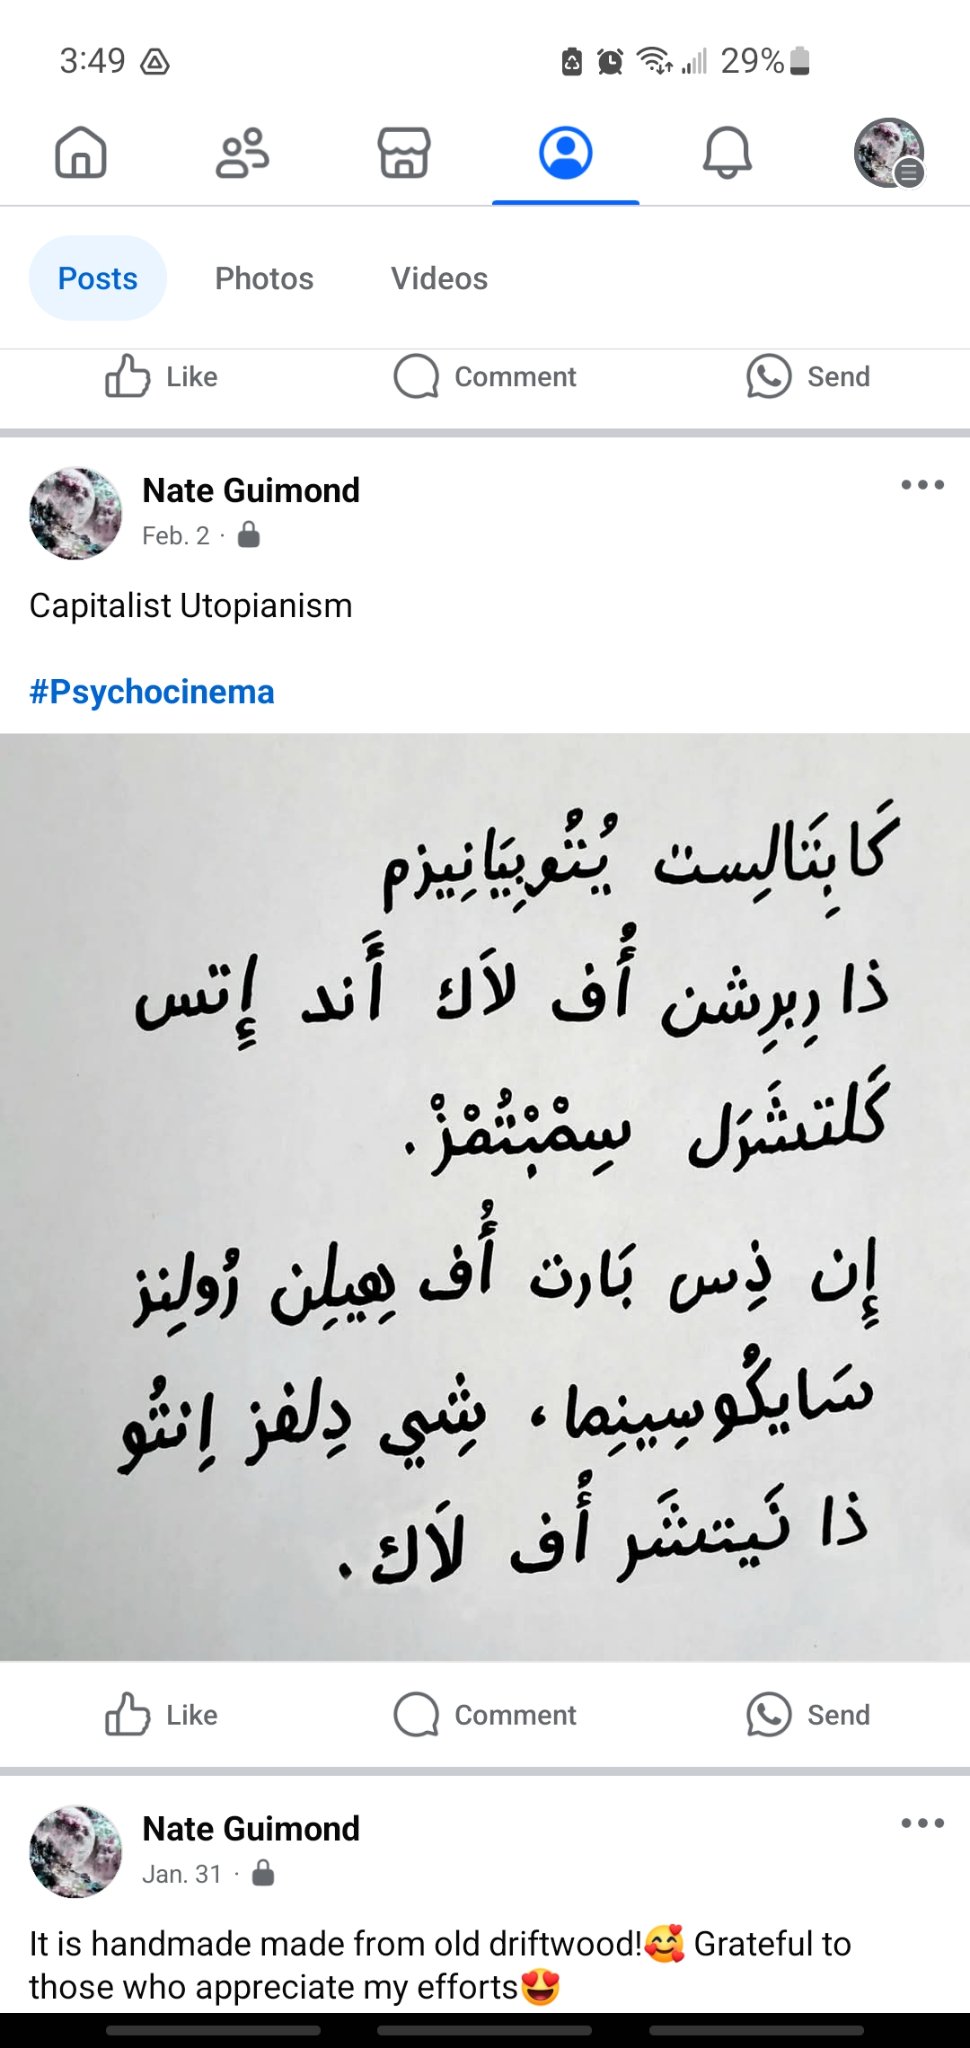 3:49 29%
Posts Photos Videos
Like Comment Send
Nate Guimond
Feb. 2 ·
Capitalist Utopianism
#Psychocinema
كَابِتَالِست يُتُوبِيَانِيزم
ذا رِبرِشن أُف لاَك أَند إِتس
كَلتشَرَل سِمْبْتُمْزْ.
إِن ذِس بَارت أُف هِيلِن رُولِنز
سَايكُوسِينِما، شِي دِلفز اِنتُو
ذا نَيتشَر أُف لاَك.
Like Comment Send
Nate Guimond
Jan. 31 ·
It is handmade made from old driftwood!🥰 Grateful to
those who appreciate my efforts😍